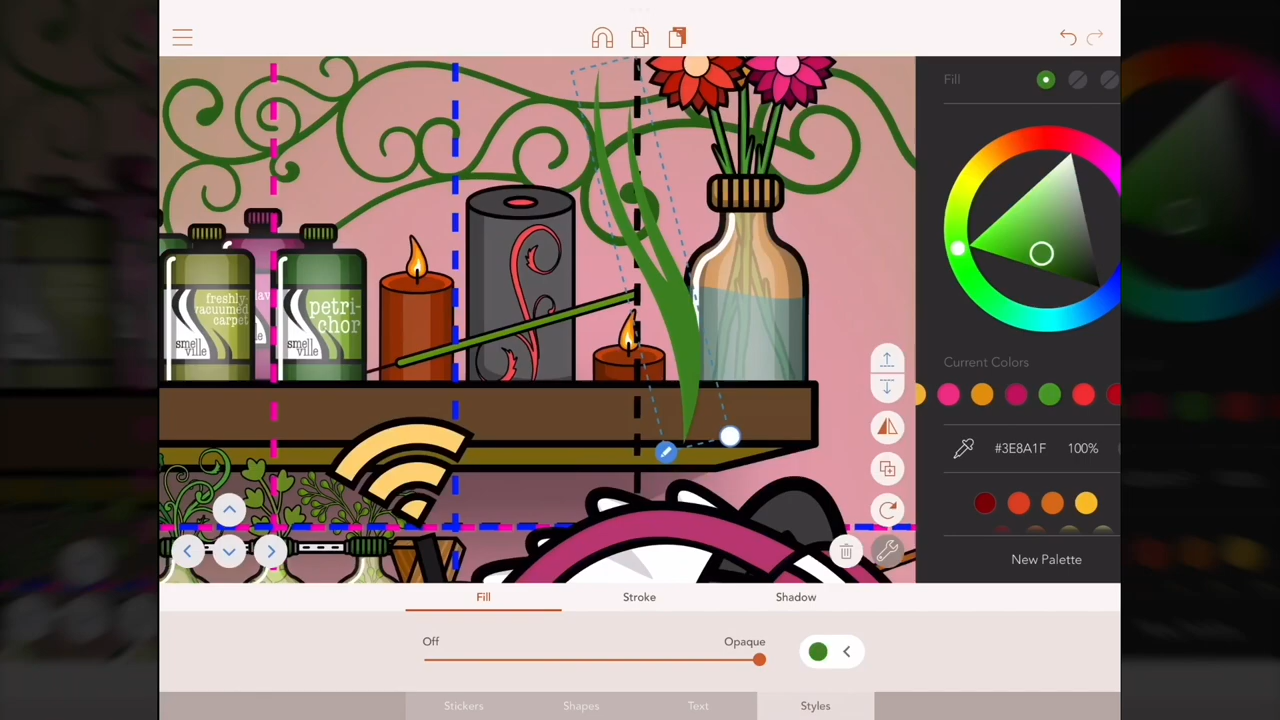 Fill
freshly-
vacuumed
carpet
smell
ville
petri-
chor
smell
ville
Current Colors
#3E8A1F
100%
New Palette
Fill
Stroke
Shadow
Off
Opaque
Stickers
Shapes
Text
Styles